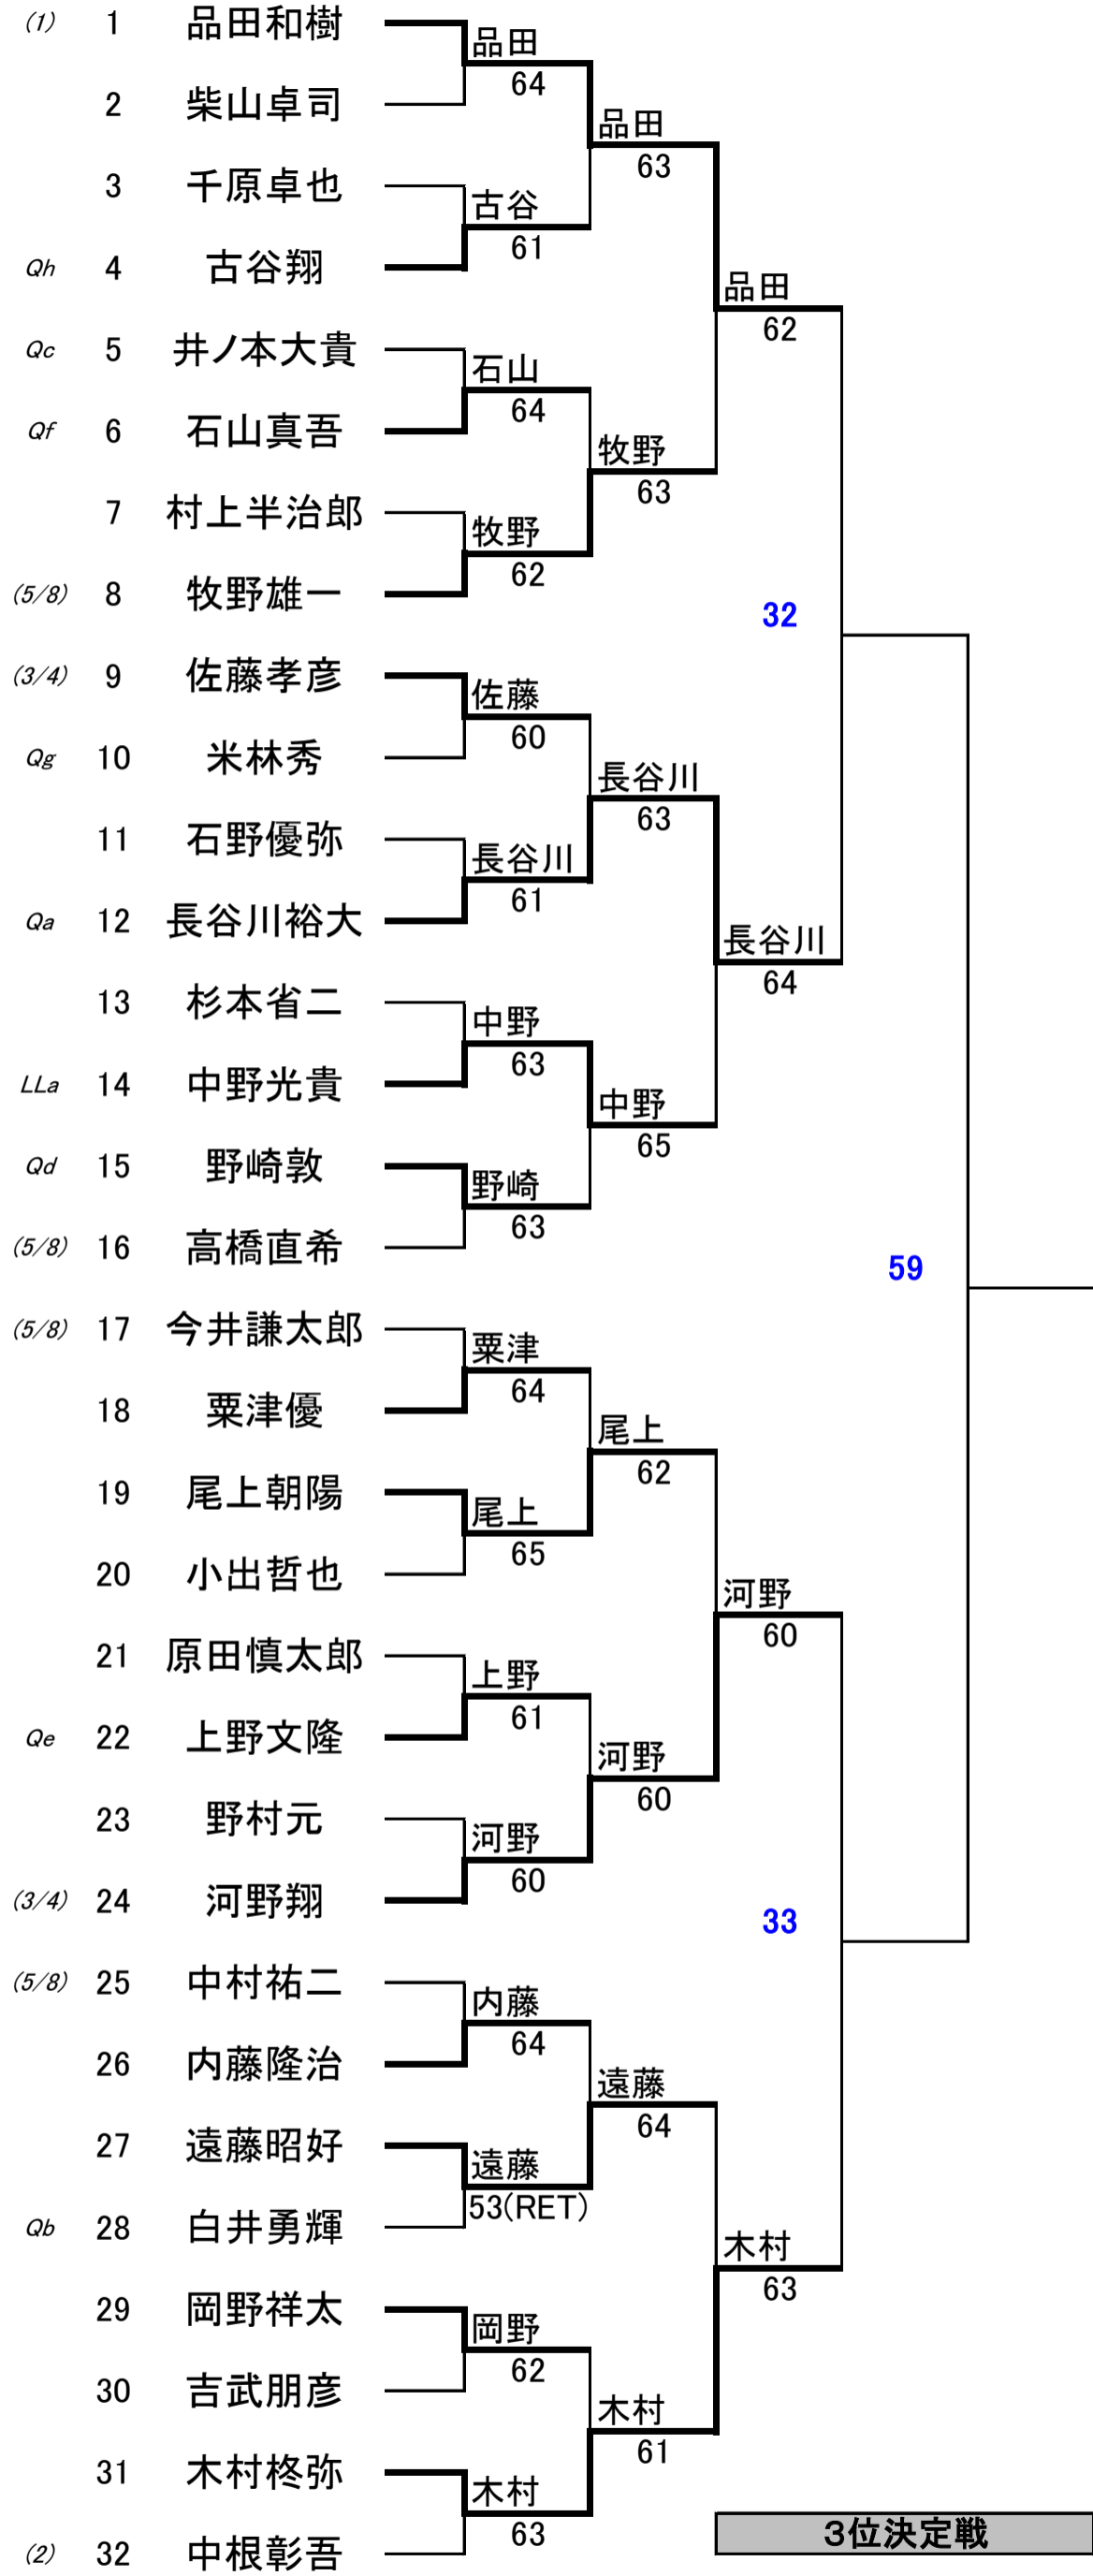 (1) 1 品田和樹
品田
64
2 柴山卓司
品田
63
3 千原卓也
古谷
61
Qh 4 古谷翔
品田
62
Qc 5 井ノ本大貴
石山
64
Qf 6 石山真吾
牧野
63
7 村上半治郎
牧野
62
(5/8) 8 牧野雄一
32
(3/4) 9 佐藤孝彦
佐藤
60
Qg 10 米林秀
長谷川
63
11 石野優弥
長谷川
61
Qa 12 長谷川裕大
長谷川
64
13 杉本省二
中野
63
LLa 14 中野光貴
中野
65
Qd 15 野崎敦
野崎
63
(5/8) 16 高橋直希
59
(5/8) 17 今井謙太郎
粟津
64
18 粟津優
尾上
62
19 尾上朝陽
尾上
65
20 小出哲也
河野
60
21 原田慎太郎
上野
61
Qe 22 上野文隆
河野
60
23 野村元
河野
60
(3/4) 24 河野翔
33
(5/8) 25 中村祐二
内藤
64
26 内藤隆治
遠藤
64
27 遠藤昭好
遠藤
53(RET)
Qb 28 白井勇輝
木村
63
29 岡野祥太
岡野
62
30 吉武朋彦
木村
61
31 木村柊弥
木村
63
(2) 32 中根彰吾
3位決定戦